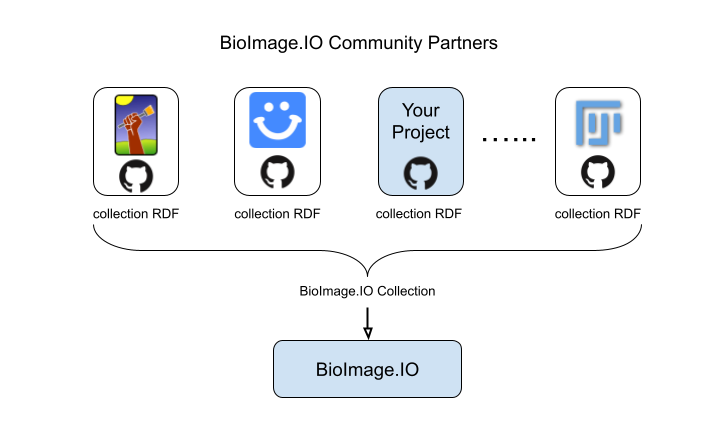 BioImage.IO Community Partners
Your
Project
......
collection RDF
collection RDF
collection RDF
collection RDF
BioImage.IO Collection
BioImage.IO